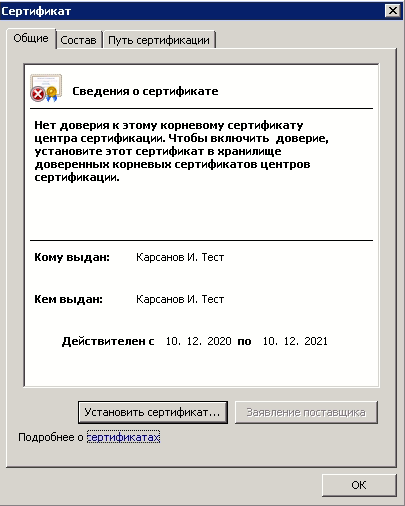 Сертификат
Общие Состав Путь сертификации
Сведения о сертификате
Нет доверия к этому корневому сертификату
центра сертификации. Чтобы включить доверие,
установите этот сертификат в хранилище
доверенных корневых сертификатов центров
сертификации.
Кому выдан: Карсанов И. Тест
Кем выдан: Карсанов И. Тест
Действителен с 10. 12. 2020 по 10. 12. 2021
Установить сертификат... Заявление поставщика
Подробнее о сертификатах
OK